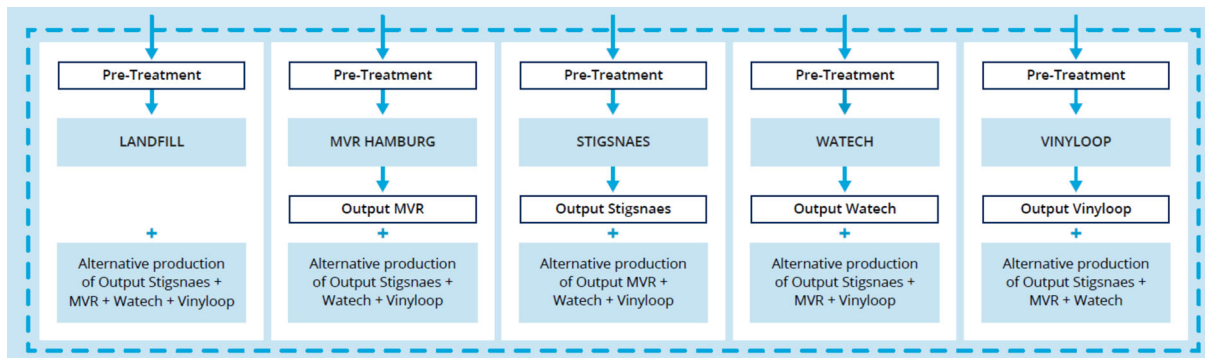 Pre-Treatment
LANDFILL
+
Alternative production
of Output Stigsnaes +
MVR + Watech + Vinyloop
Pre-Treatment
MVR HAMBURG
Output MVR
+
Alternative production
of Output Stigsnaes +
Watech + Vinyloop
Pre-Treatment
STIGSNAES
Output Stigsnaes
+
Alternative production
of Output MVR +
Watech + Vinyloop
Pre-Treatment
WATECH
Output Watech
+
Alternative production
of Output Stigsnaes +
MVR + Vinyloop
Pre-Treatment
VINYLOOP
Output Vinyloop
+
Alternative production
of Output Stigsnaes +
MVR + Watech